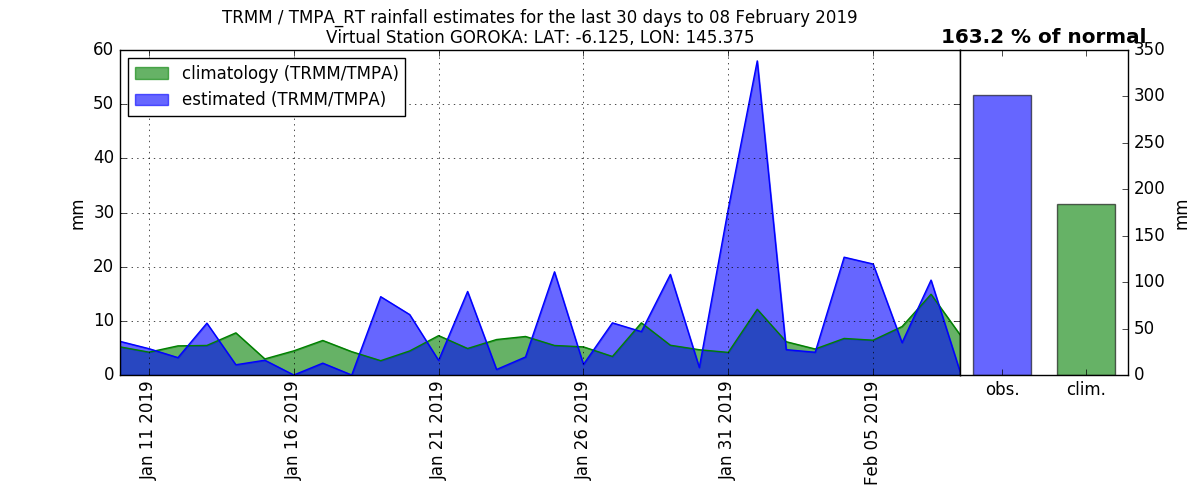 TRMM / TMPA_RT rainfall estimates for the last 30 days to 08 February 2019
Virtual Station GOROKA: LAT: -6.125, LON: 145.375
163.2 % of normal
climatology (TRMM/TMPA)
estimated (TRMM/TMPA)
60
50
40
30
20
10
0
mm
Jan 11 2019
Jan 16 2019
Jan 21 2019
Jan 26 2019
Jan 31 2019
Feb 05 2019
350
300
250
200
150
100
50
0
mm
obs.
clim.